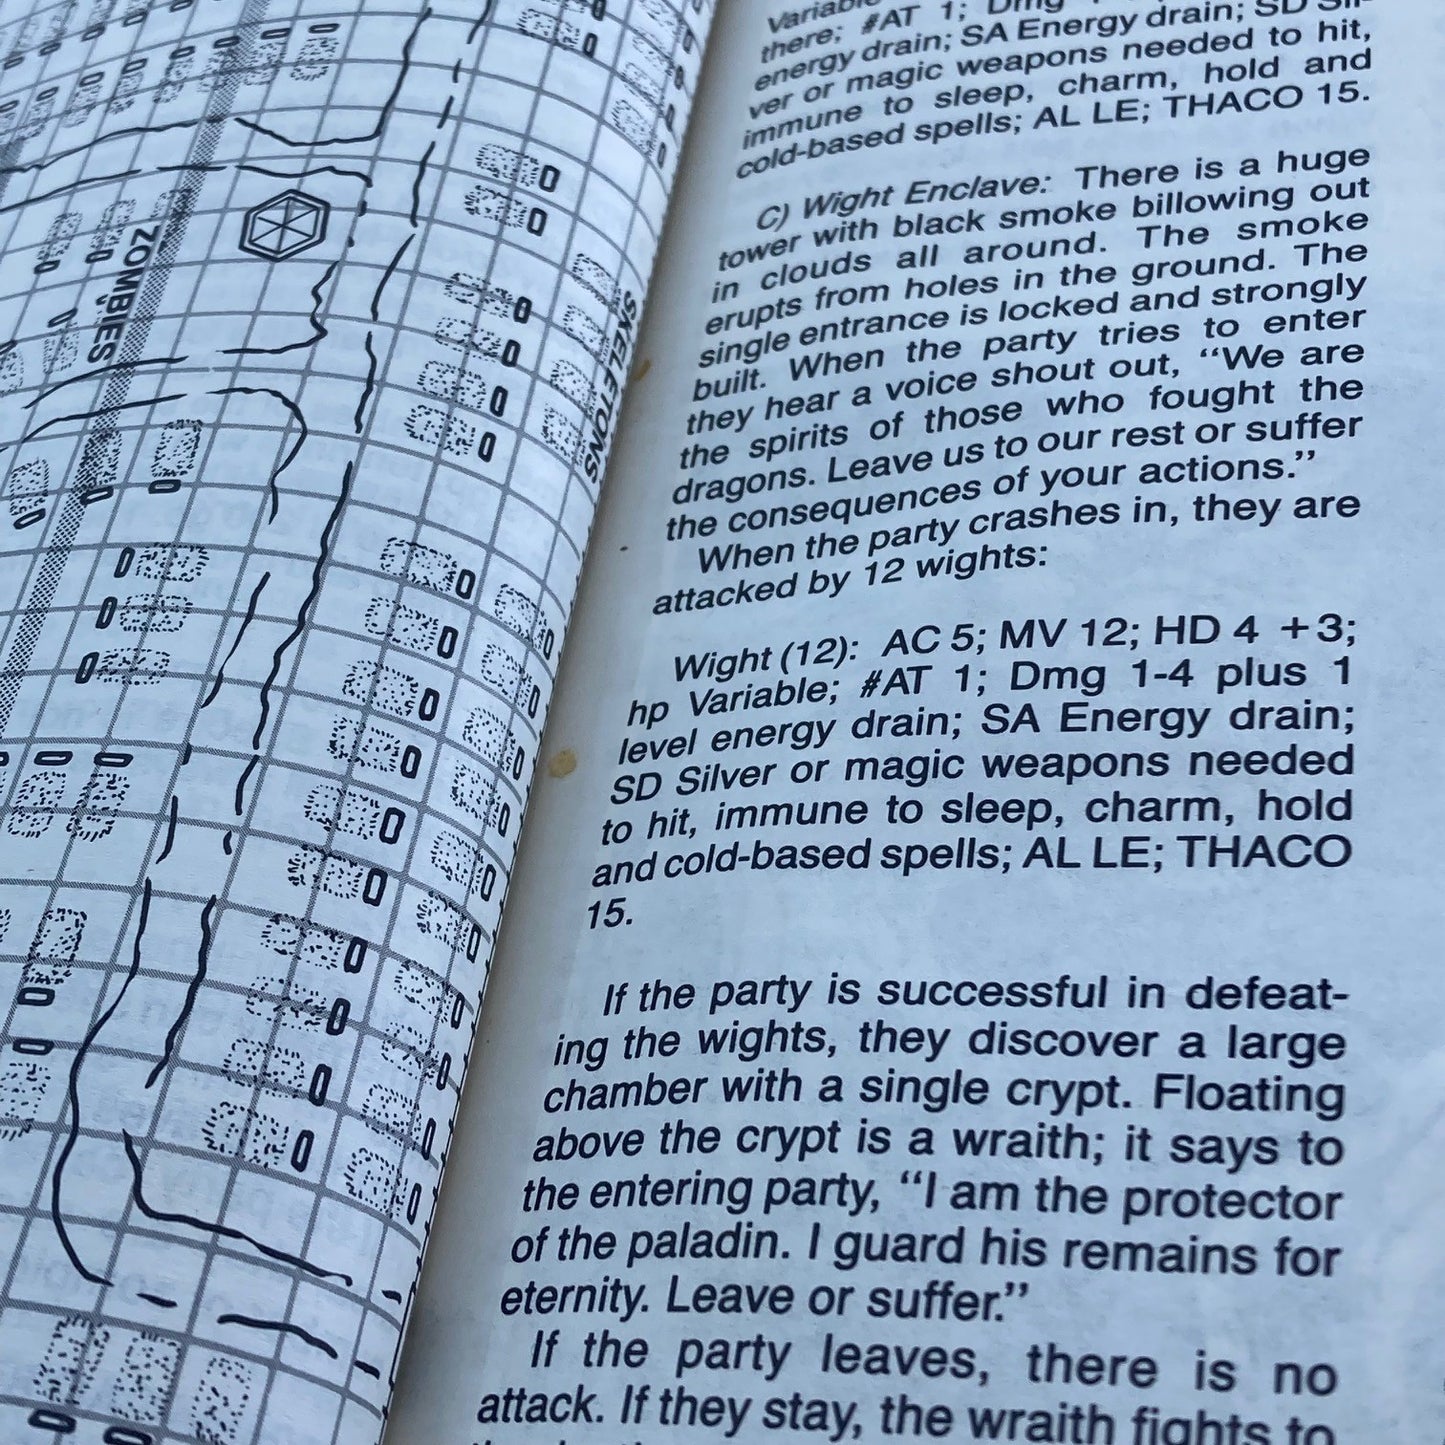 ZOMBIES
SKELETONS
there; #AT 1; Dmg
energy drain; SA Energy drain; SD Sil-
ver or magic weapons needed to hit,
immune to sleep, charm, hold and
cold-based spells; AL LE; THACO 15.
C) Wight Enclave: There is a huge
tower with black smoke billowing out
in clouds all around. The smoke
erupts from holes in the ground. The
single entrance is locked and strongly
built. When the party tries to enter
they hear a voice shout out, “We are
the spirits of those who fought the
dragons. Leave us to our rest or suffer
the consequences of your actions.”
When the party crashes in, they are
attacked by 12 wights:
Wight (12): AC 5; MV 12; HD 4 +3;
hp Variable; #AT 1; Dmg 1-4 plus 1
level energy drain; SA Energy drain;
SD Silver or magic weapons needed
to hit, immune to sleep, charm, hold
and cold-based spells; AL LE; THACO
15.
If the party is successful in defeat-
ing the wights, they discover a large
chamber with a single crypt. Floating
above the crypt is a wraith; it says to
the entering party, “I am the protector
of the paladin. I guard his remains for
eternity. Leave or suffer.”
If the party leaves, there is no
attack. If they stay, the wraith fights to